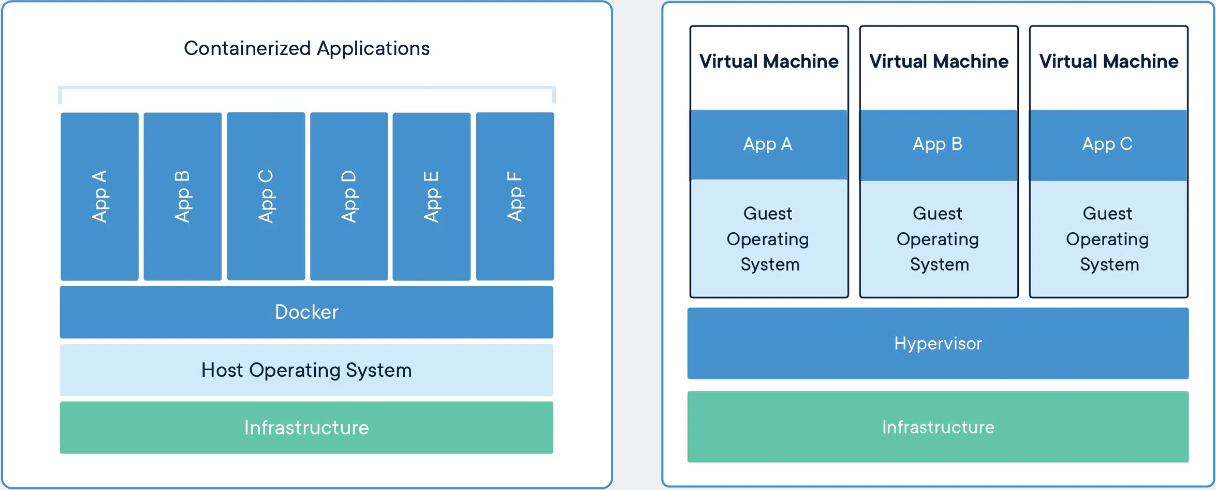 Containerized Applications
App A
App B
App C
App D
App E
App F
Docker
Host Operating System
Infrastructure
Virtual Machine
App A
Guest
Operating
System
Virtual Machine
App B
Guest
Operating
System
Virtual Machine
App C
Guest
Operating
System
Hypervisor
Infrastructure